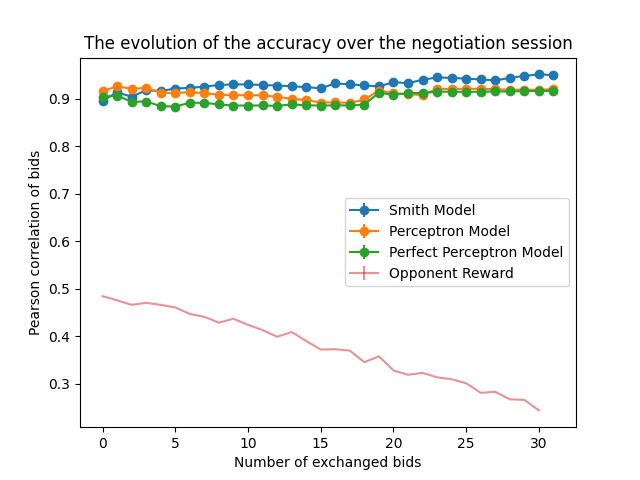 The evolution of the accuracy over the negotiation session
Pearson correlation of bids
0.9
0.8
0.7
0.6
0.5
0.4
0.3
Smith Model
Perceptron Model
Perfect Perceptron Model
Opponent Reward
0 5 10 15 20 25 30
Number of exchanged bids